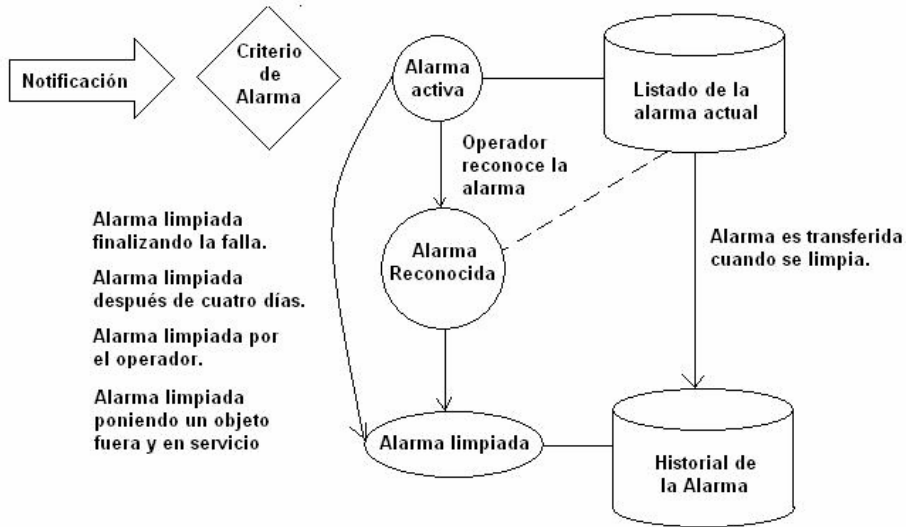 Notificación
Criterio
de
Alarma
Alarma
activa
Listado de la
alarma actual
Operador
reconoce la
alarma
Alarma limpiada
finalizando la falla.
Alarma limpiada
después de cuatro días.
Alarma limpiada por
el operador.
Alarma limpiada
poniendo un objeto
fuera y en servicio
Alarma
Reconocida
Alarma es transferida
cuando se limpia.
Alarma limpiada
Historial de
la Alarma